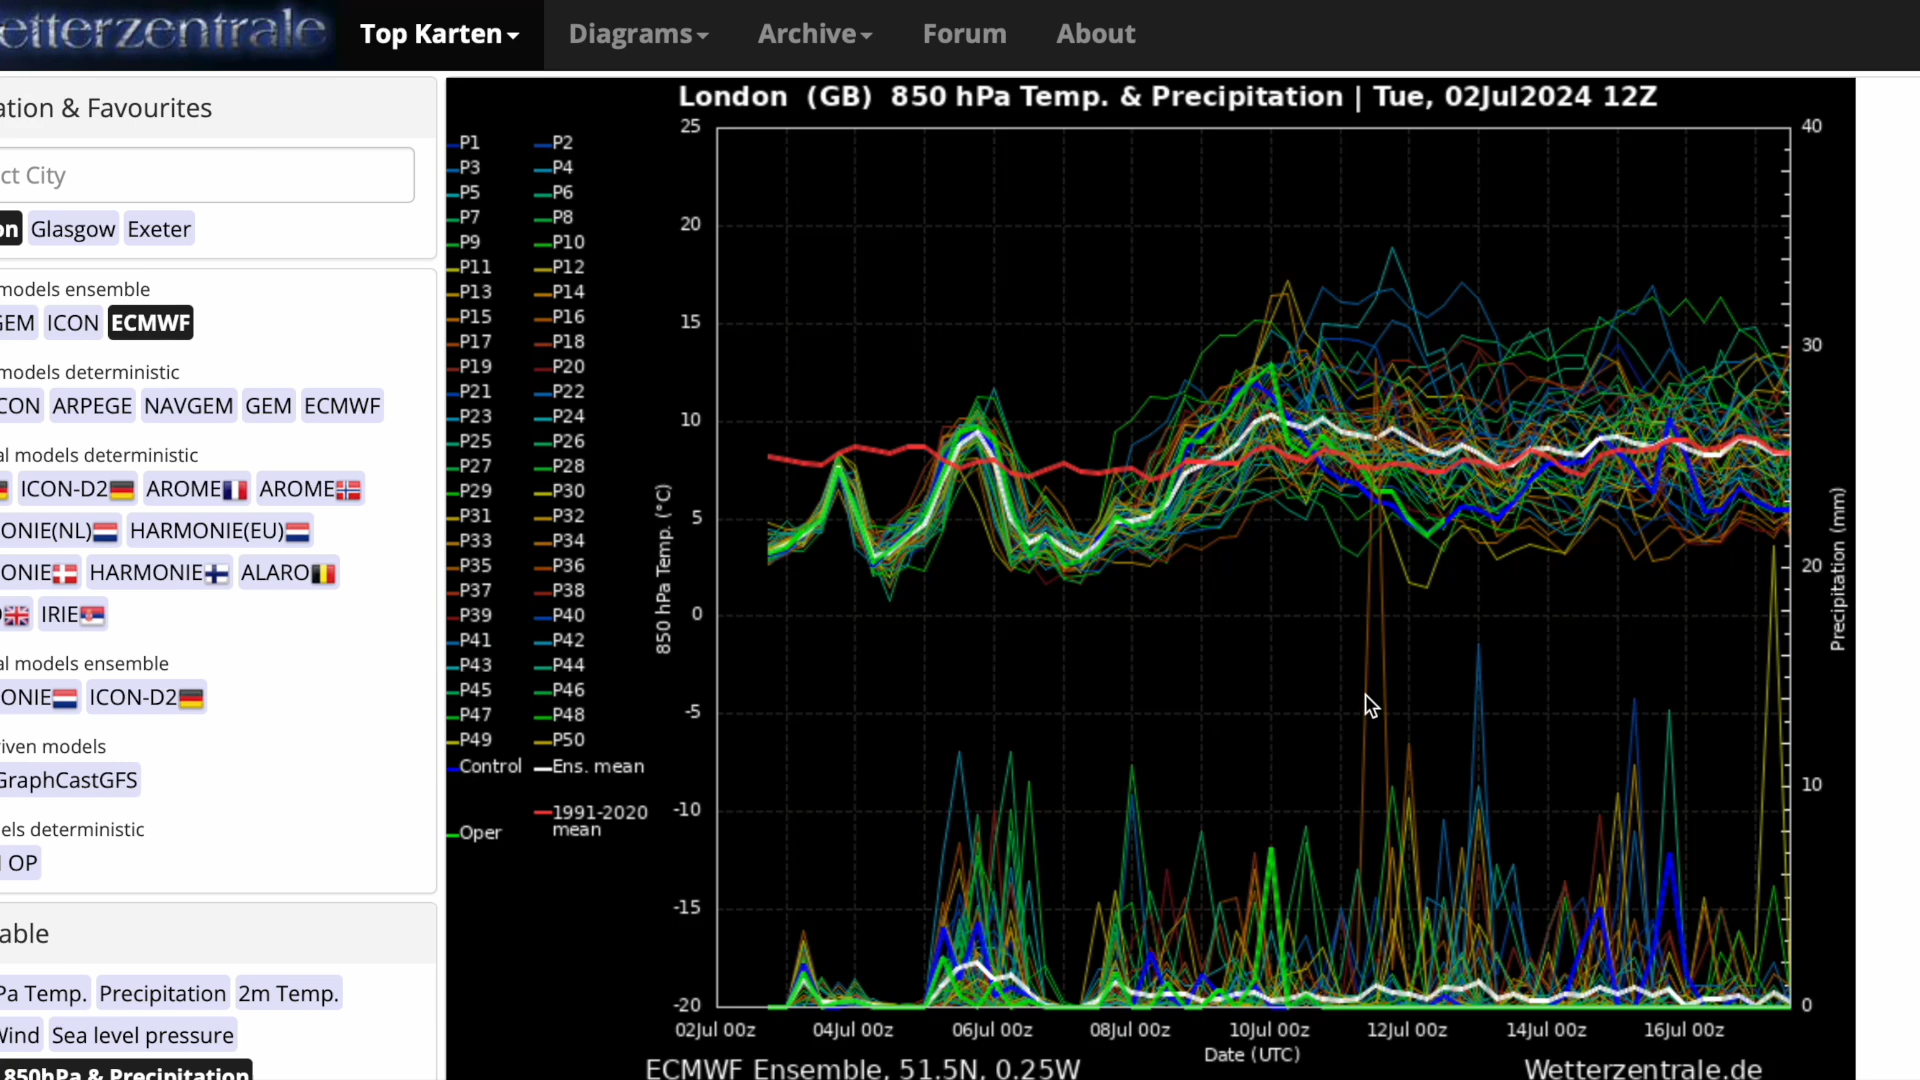 etterzentrale
Top Karten
Diagrams
Archive
Forum
About
ation & Favourites
ct City
on Glasgow Exeter
models ensemble
GEM ICON ECMWF
models deterministic
CON ARPEGE NAVGEM GEM ECMWF
al models deterministic
ICON-D2 AROME AROME
ONIE(NL) HARMONIE(EU)
ONIE HARMONIE ALARO
IRIE
al models ensemble
ONIE ICON-D2
iven models
GraphCastGFS
els deterministic
OP
able
Pa Temp. Precipitation 2m Temp.
Wind Sea level pressure
850hPa & Precipitation
London (GB) 850 hPa Temp. & Precipitation | Tue, 02Jul2024 12Z
P1 P2
P3 P4
P5 P6
P7 P8
P9 P10
P11 P12
P13 P14
P15 P16
P17 P18
P19 P20
P21 P22
P23 P24
P25 P26
P27 P28
P29 P30
P31 P32
P33 P34
P35 P36
P37 P38
P39 P40
P41 P42
P43 P44
P45 P46
P47 P48
P49 P50
Control Ens. mean
1991-2020
mean
Oper
850 hPa Temp. (°C)
25
20
15
10
5
0
-5
-10
-15
-20
40
30
20
10
0
Precipitation (mm)
02Jul 00z 04Jul 00z 06Jul 00z 08Jul 00z 10Jul 00z 12Jul 00z 14Jul 00z 16Jul 00z
Date (UTC)
ECMWF Ensemble, 51.5N, 0.25W
Wetterzentrale.de